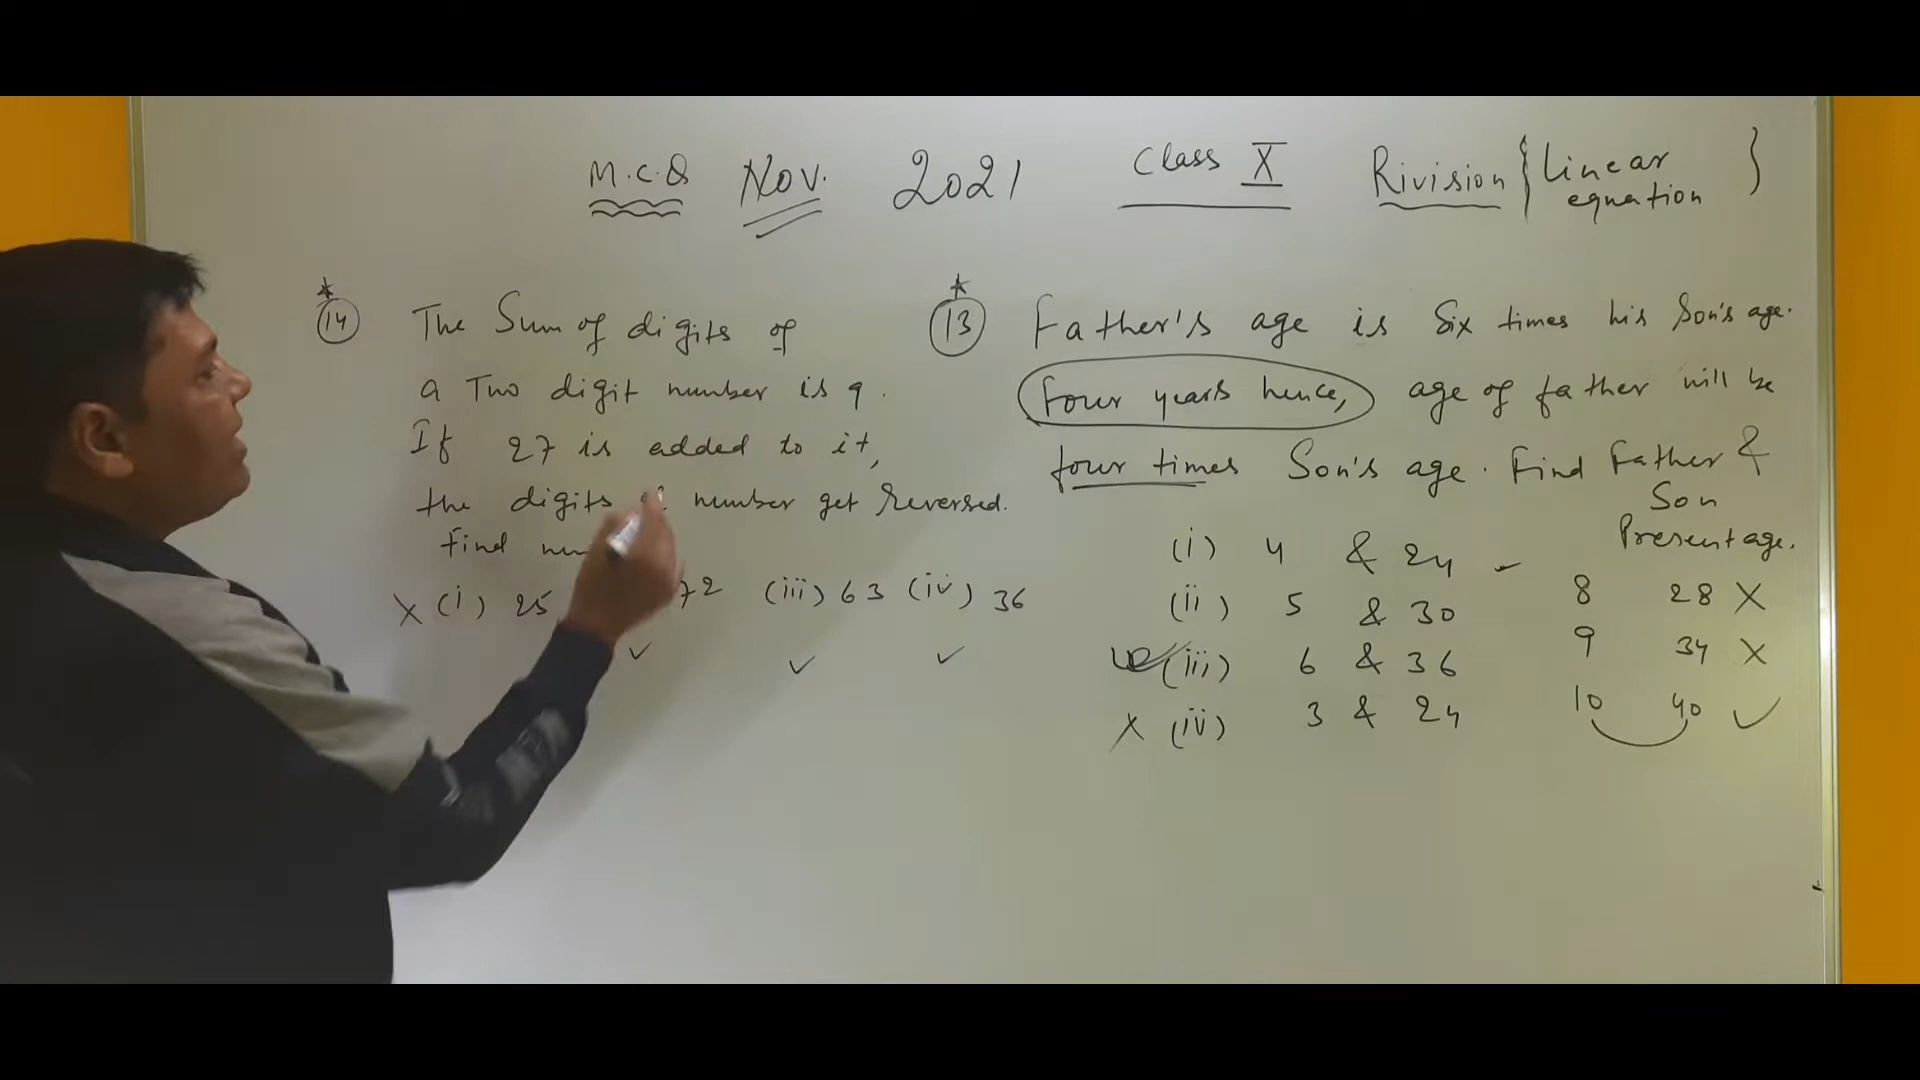 M.C.Q Nov. 2021 Class X Rivision { Linear equation }
14 The Sum of digits of
a Two digit number is 9.
If 27 is added to it,
the digits number get reversed.
find
X (i) 25 72 (iii) 63 (iv) 36
✓ ✓ ✓
13 Father's age is Six times his Son's age.
Four years hence, age of father will be
four times Son's age. Find Father &
Son
Present age.
(i) 4 & 24
8 28 X
(ii) 5 & 30
9 34 X
(iii) 6 & 36
10 40 ✓
X (iv) 3 & 24